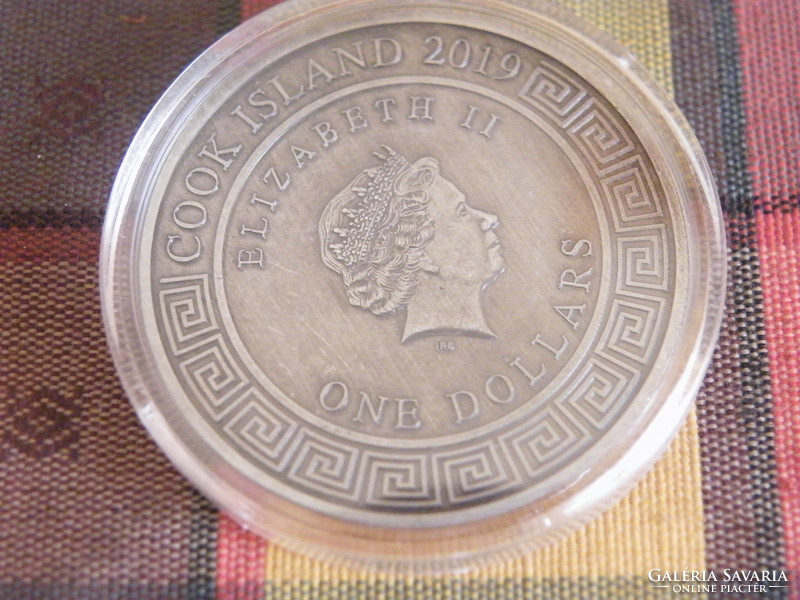 COOK ISLAND 2019
ELIZABETH II
IRB
ONE DOLLARS
GALÉRIA SAVARIA
ONLINE PIACTÉR